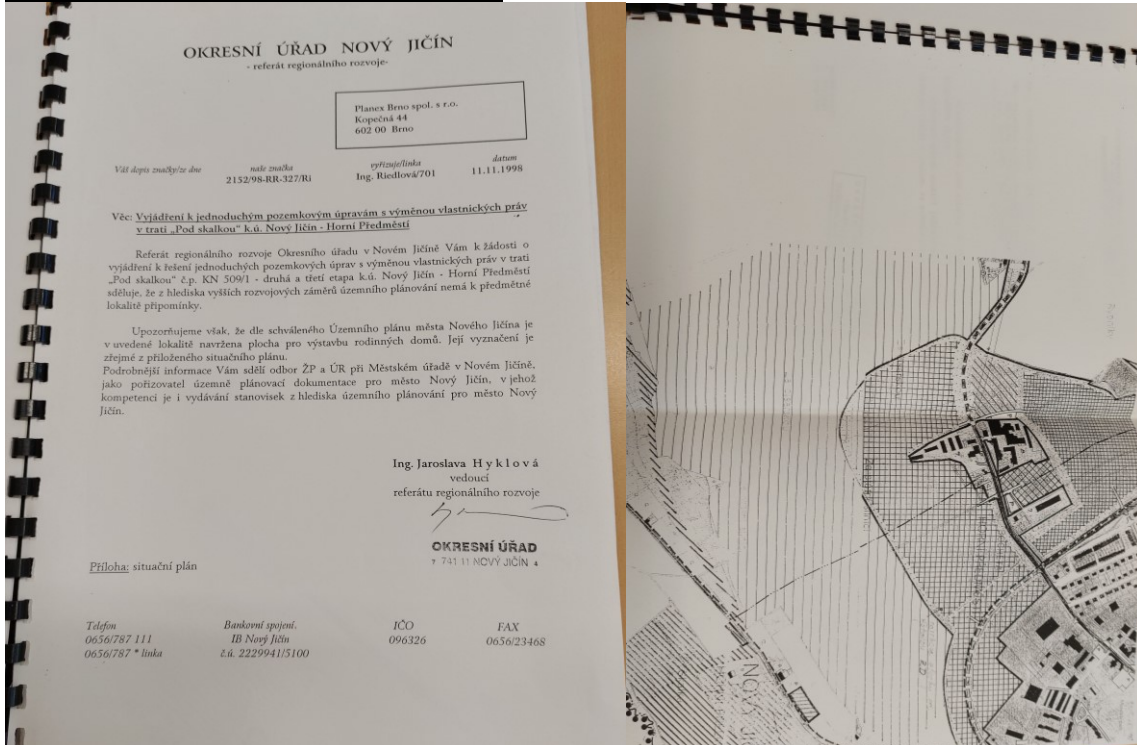 OKRESNÍ ÚŘAD NOVÝ JIČÍN
- referát regionálního rozvoje-
Planex Brno spol. s r.o.
Kopečná 44
602 00 Brno
Váš dopis značky/ze dne
naše značka
2152/98-RR-327/Ri
vyřizuje/linka
Ing. Riedlová/701
datum
11.11.1998
Věc: Vyjádření k jednoduchým pozemkovým úpravám s výměnou vlastnických práv
v trati „Pod skalkou" k.ú. Nový Jičín - Horní Předměstí
Referát regionálního rozvoje Okresního úřadu v Novém Jičíně Vám k žádosti o
vyjádření k řešení jednoduchých pozemkových úprav s výměnou vlastnických práv v trati
„Pod skalkou" č.p. KN 509/1 - druhá a třetí etapa k.ú. Nový Jičín - Horní Předměstí
sděluje, že z hlediska vyšších rozvojových záměrů územního plánování nemá k předmětné
lokalitě připomínky.
Upozorňujeme však, že dle schváleného Územního plánu města Nového Jičína je
v uvedené lokalitě navržena plocha pro výstavbu rodinných domů. Její vyznačení je
zřejmé z přiloženého situačního plánu.
Podrobnější informace Vám sdělí odbor ŽP a ÚR při Městském úřadě v Novém Jičíně,
jako pořizovatel územně plánovací dokumentace pro město Nový Jičín, v jehož
kompetenci je i vydávání stanovisek z hlediska územního plánování pro město Nový
Jičín.
Ing. Jaroslava H y k l o v á
vedoucí
referátu regionálního rozvoje
OKRESNÍ ÚŘAD
741 11 NOVÝ JIČÍN
Příloha: situační plán
Telefon
0656/787 111
0656/787 * linka
Bankovní spojení.
IB Nový Jičín
č.ú. 2229941/5100
IČO
096326
FAX
0656/23468
NOVÁ